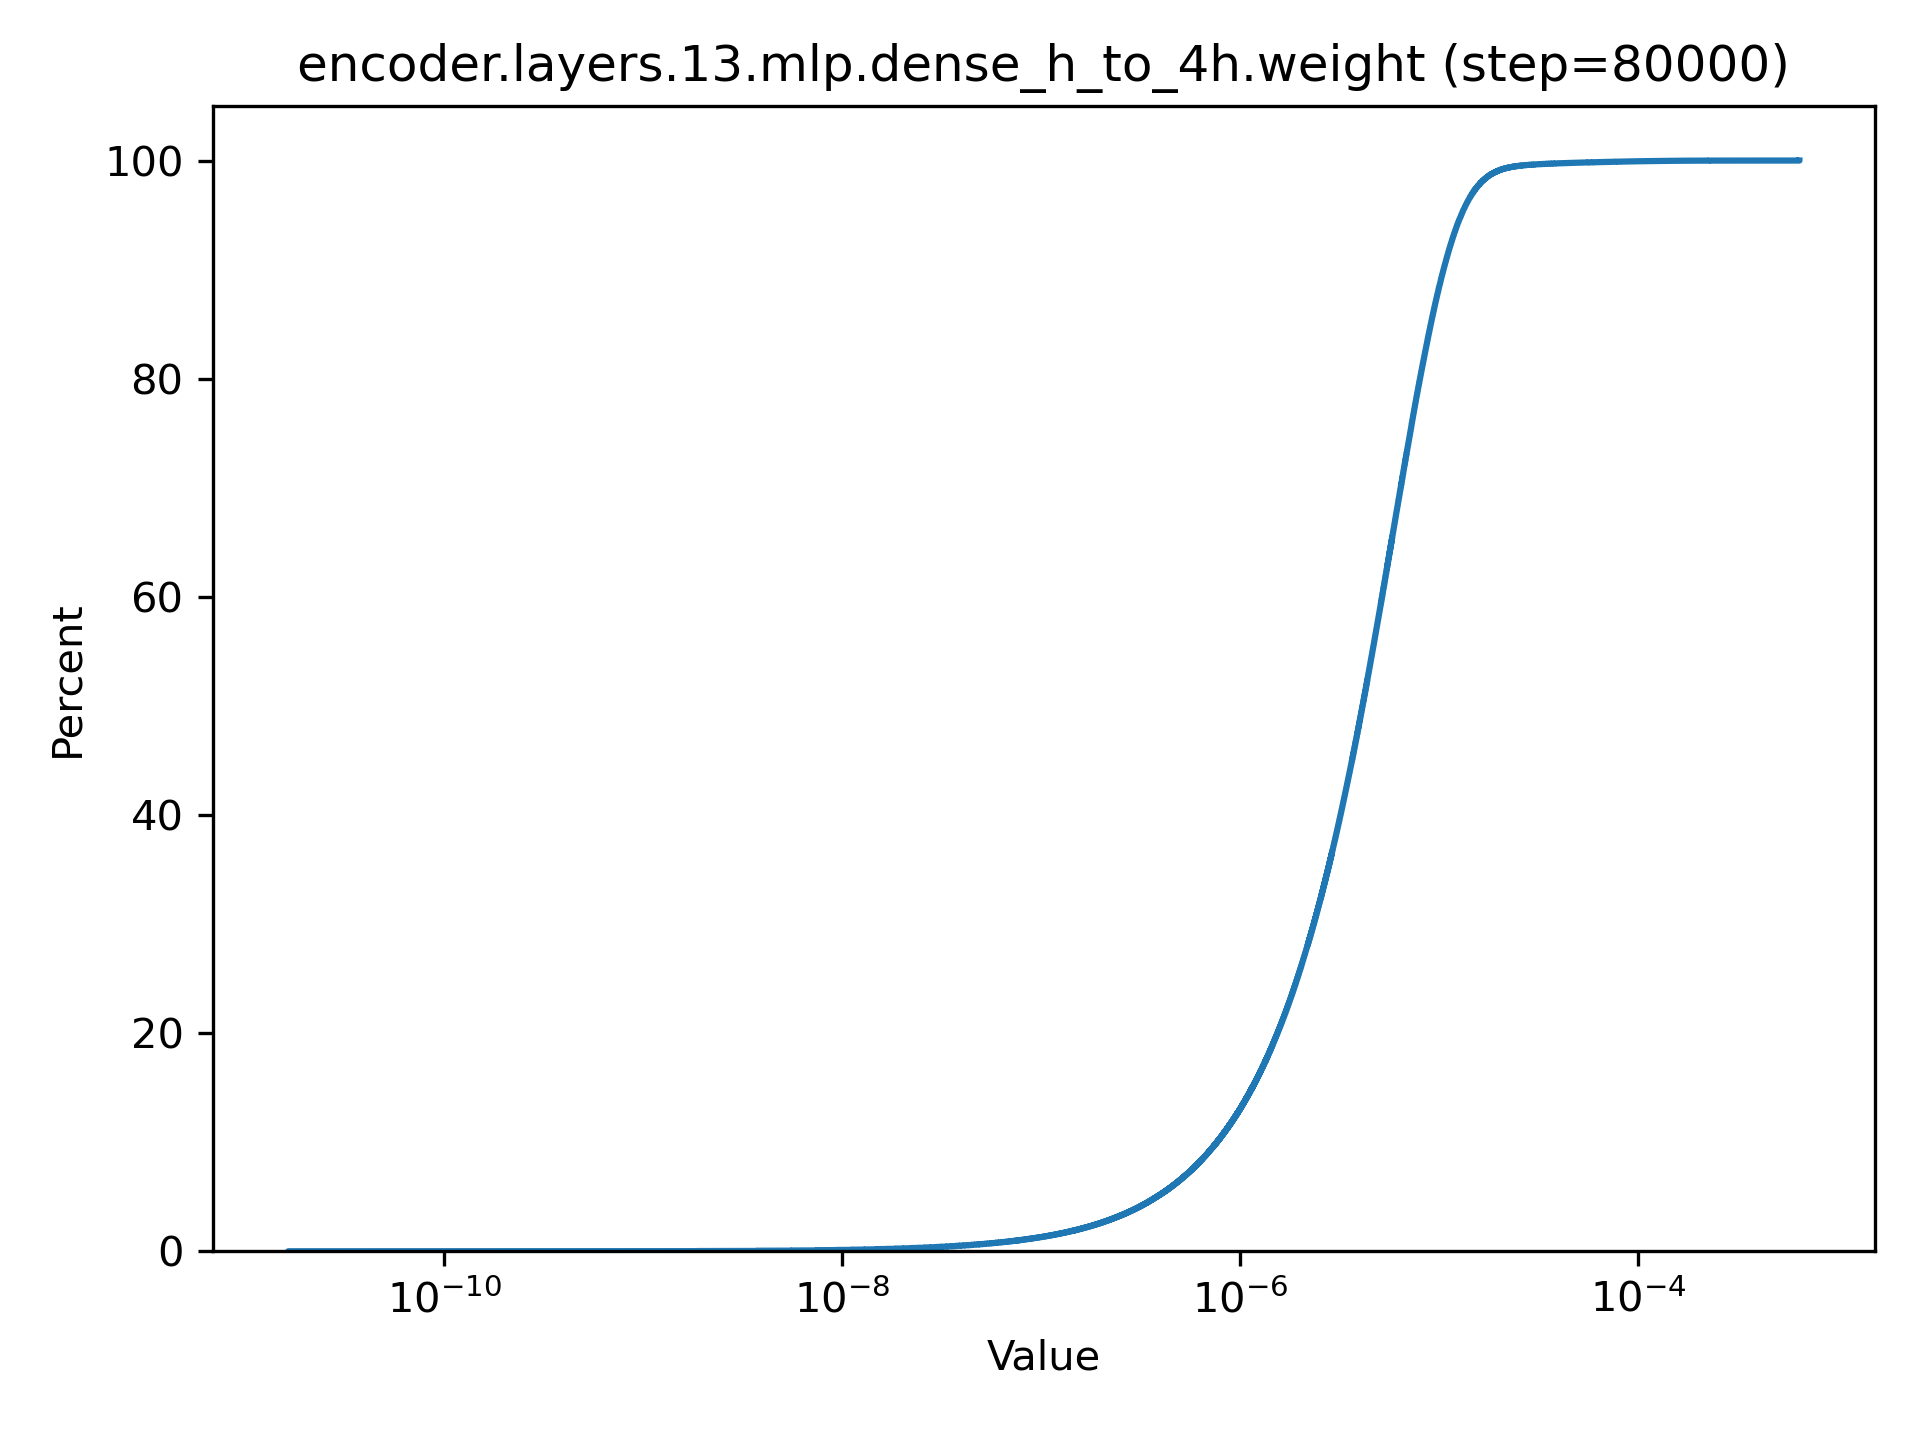 encoder.layers.13.mlp.dense_h_to_4h.weight (step=80000)
Percent
100
80
60
40
20
0
10⁻¹⁰ 10⁻⁸ 10⁻⁶ 10⁻⁴
Value